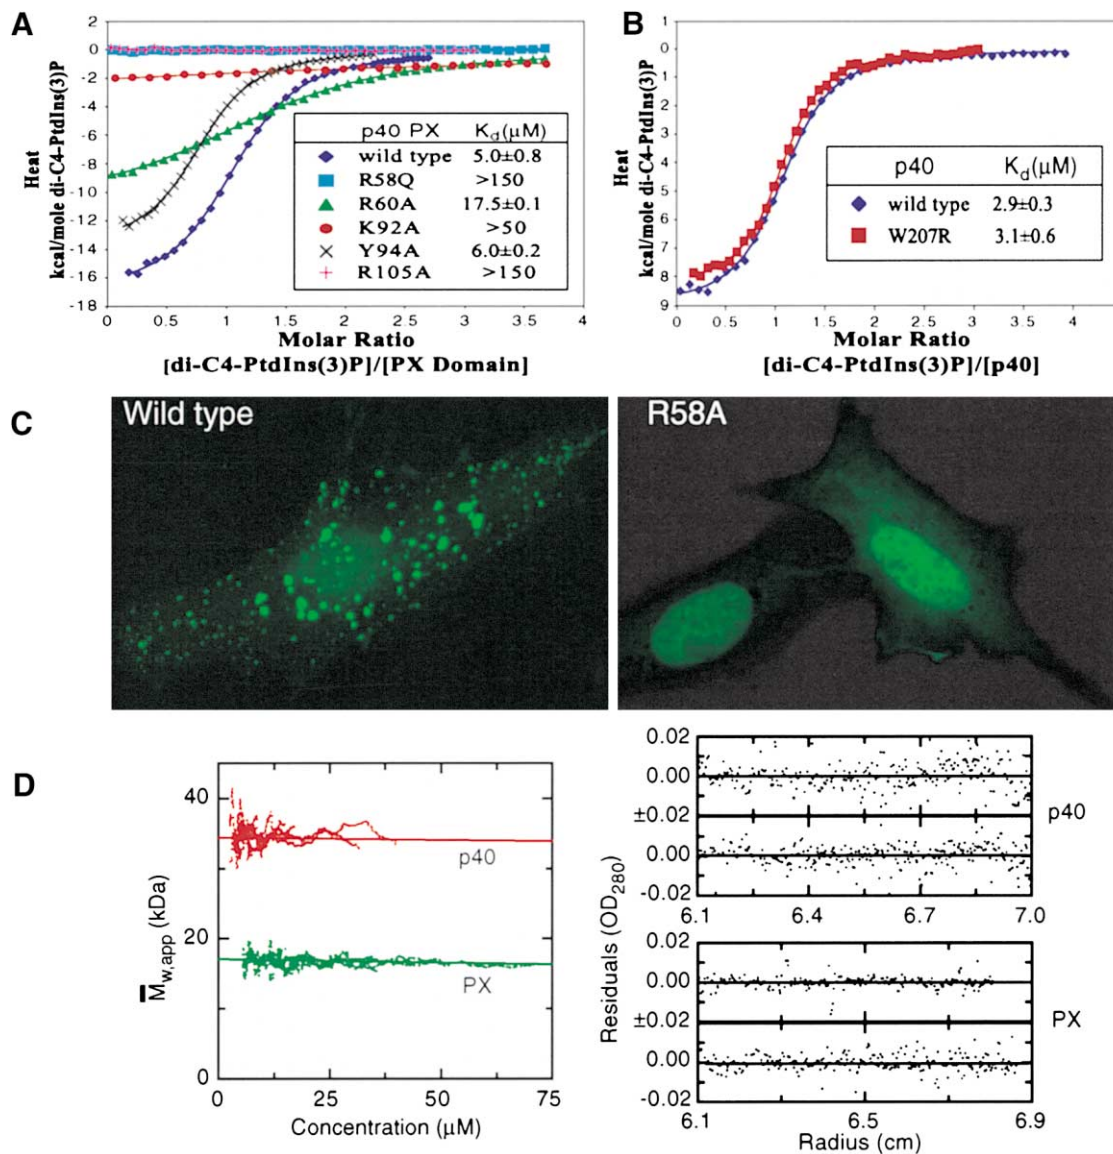 A
2
0
-2
-4
-6
-8
-10
-12
-14
-16
-18
Heat
kcal/mole di-C4-PtdIns(3)P
p40 PX Kd(µM)
wild type 5.0±0.8
R58Q >150
R60A 17.5±0.1
K92A >50
Y94A 6.0±0.2
R105A >150
0 0.5 1 1.5 2 2.5 3 3.5 4
Molar Ratio
[di-C4-PtdIns(3)P]/[PX Domain]
B
1
0
1
2
3
4
5
6
7
8
9
Heat
kcal/mole di-C4-PtdIns(3)P
p40 Kd(µM)
wild type 2.9±0.3
W207R 3.1±0.6
0 0.5 1 1.5 2 2.5 3 3.5 4
Molar Ratio
[di-C4-PtdIns(3)P]/[p40]
C
Wild type
R58A
D
40
20
0
M̅w,app (kDa)
p40
PX
0 25 50 75
Concentration (µM)
0.02
0.00
±0.02
0.00
-0.02
p40
6.1 6.4 6.7 7.0
Residuals (OD280)
0.02
0.00
±0.02
0.00
-0.02
PX
6.1 6.5 6.9
Radius (cm)